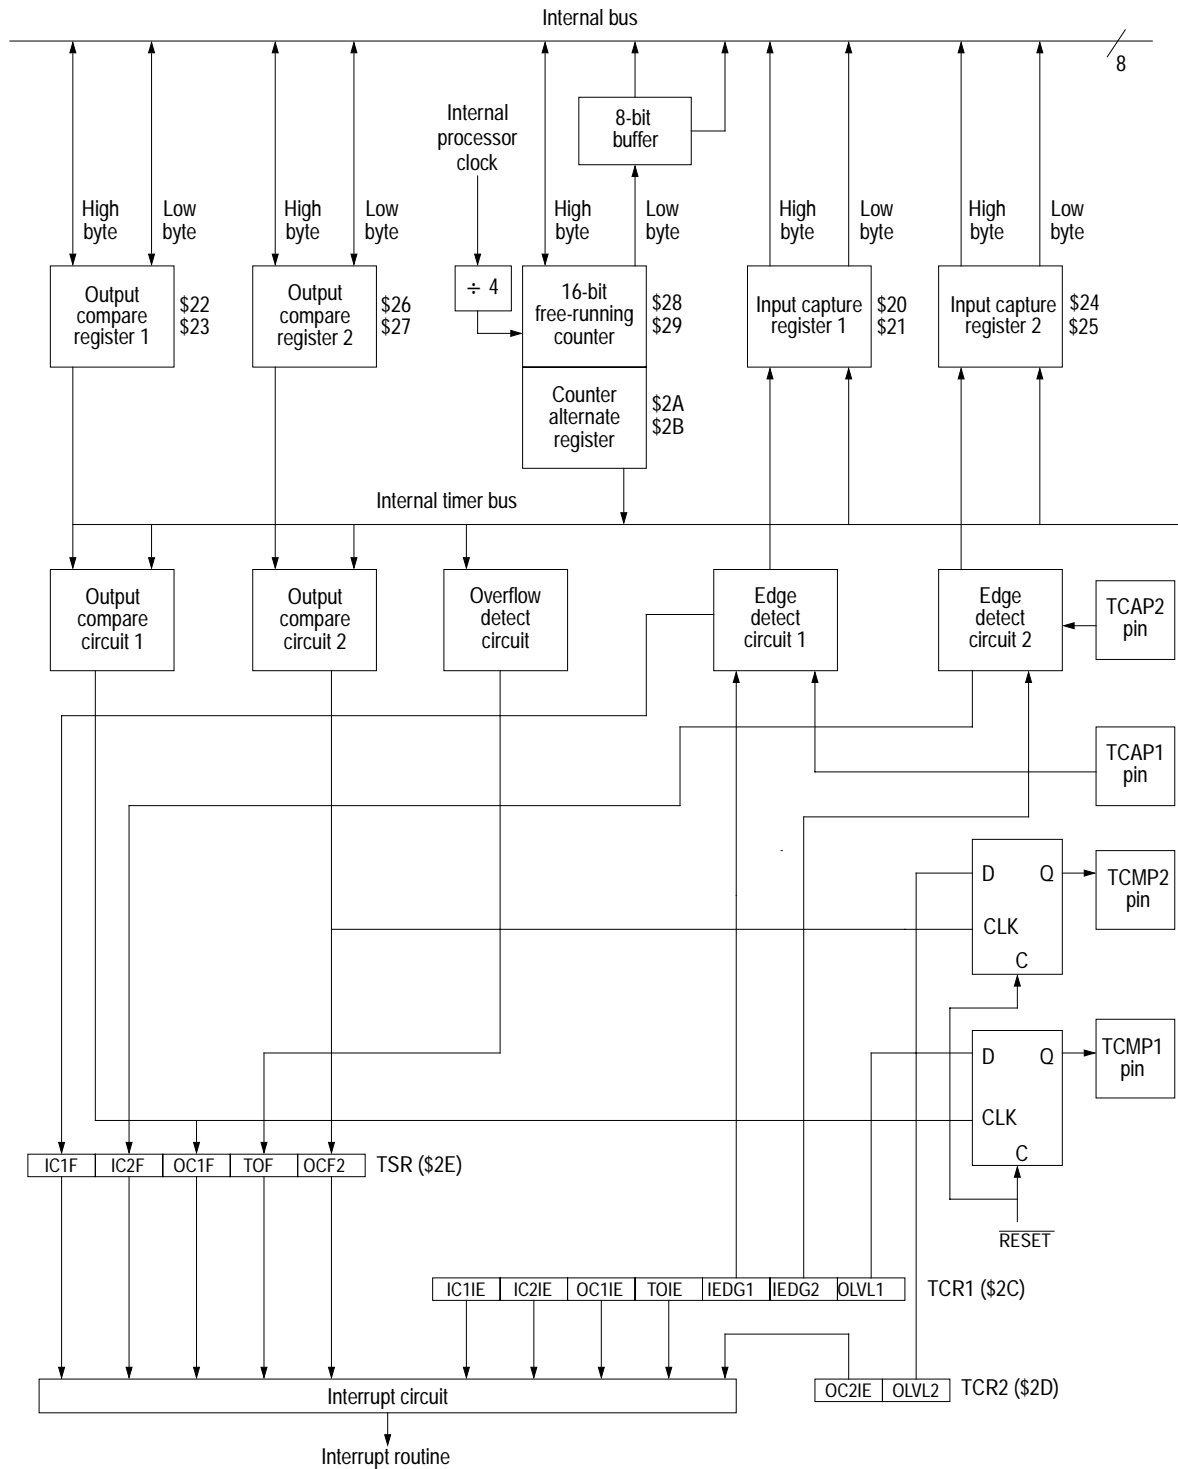 Internal bus
8
Internal
processor
clock
8-bit
buffer
High
byte
Low
byte
High
byte
Low
byte
High
byte
Low
byte
High
byte
Low
byte
High
byte
Low
byte
Output
compare
register 1
$22
$23
Output
compare
register 2
$26
$27
÷ 4
16-bit
free-running
counter
$28
$29
Input capture
register 1
$20
$21
Input capture
register 2
$24
$25
Counter
alternate
register
$2A
$2B
Internal timer bus
Output
compare
circuit 1
Output
compare
circuit 2
Overflow
detect
circuit
Edge
detect
circuit 1
Edge
detect
circuit 2
TCAP2
pin
TCAP1
pin
D Q
CLK
C
TCMP2
pin
D Q
CLK
C
TCMP1
pin
RESET
IC1F IC2F OC1F TOF OCF2 TSR ($2E)
IC1IE IC2IE OC1IE TOIE IEDG1 IEDG2 OLVL1 TCR1 ($2C)
OC2IE OLVL2 TCR2 ($2D)
Interrupt circuit
Interrupt routine